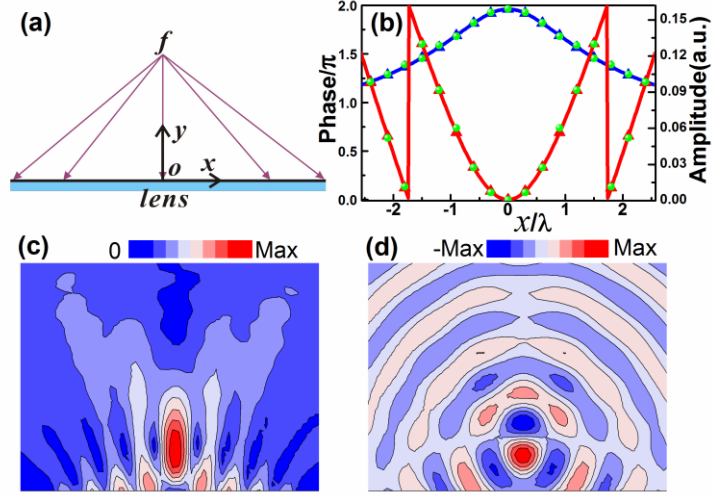 (a)
f
y
o
x
lens
(b)
Phase/π
2.0
1.5
1.0
0.5
0.0
-2
-1
0
1
2
x/λ
0.16
0.12
0.09
0.06
0.03
0.00
Amplitude(a.u.)
(c)
0
Max
(d)
-Max
Max